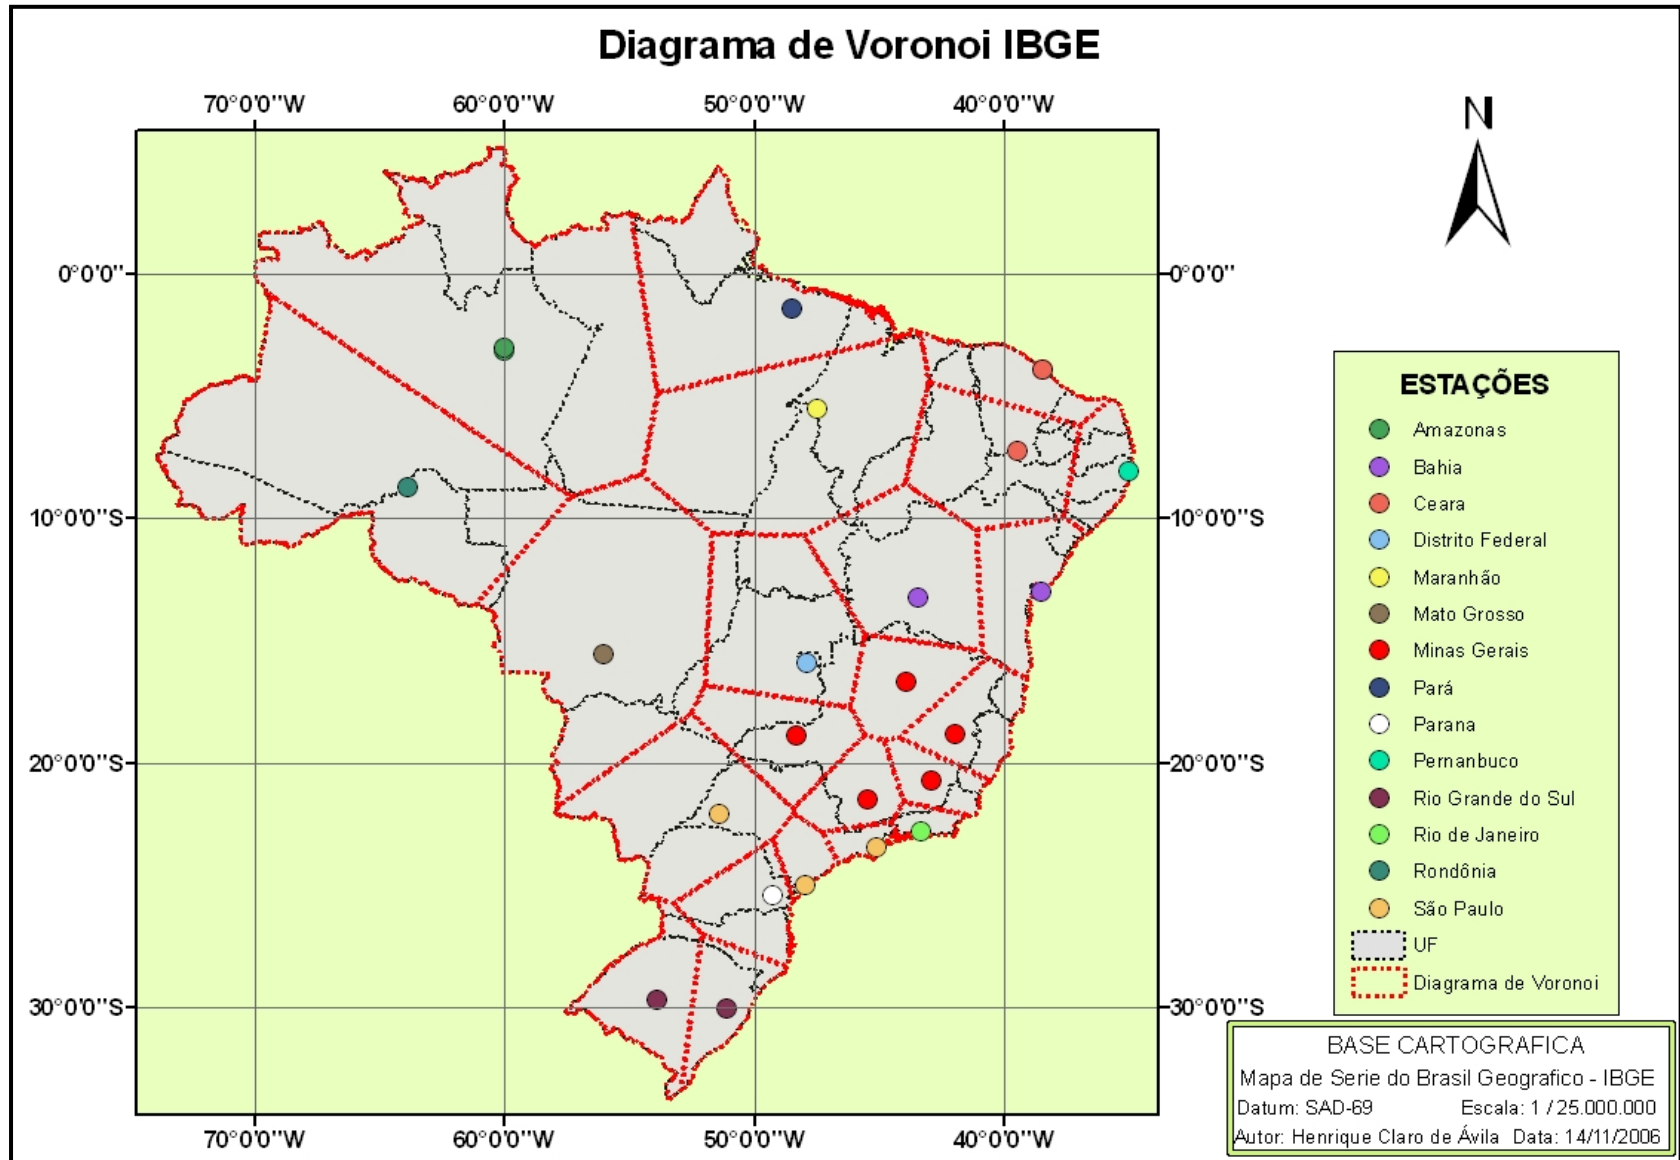 Diagrama de Voronoi IBGE
70°0'0"W 60°0'0"W 50°0'0"W 40°0'0"W
N
0°0'0" 0°0'0"
10°0'0"S 10°0'0"S
20°0'0"S 20°0'0"S
30°0'0"S 30°0'0"S
70°0'0"W 60°0'0"W 50°0'0"W 40°0'0"W
ESTAÇÕES
Amazonas
Bahia
Ceara
Distrito Federal
Maranhão
Mato Grosso
Minas Gerais
Pará
Parana
Pernanbuco
Rio Grande do Sul
Rio de Janeiro
Rondônia
São Paulo
UF
Diagrama de Voronoi
BASE CARTOGRAFICA
Mapa de Serie do Brasil Geografico - IBGE
Datum: SAD-69 Escala: 1 / 25.000.000
Autor: Henrique Claro de Ávila Data: 14/11/2006